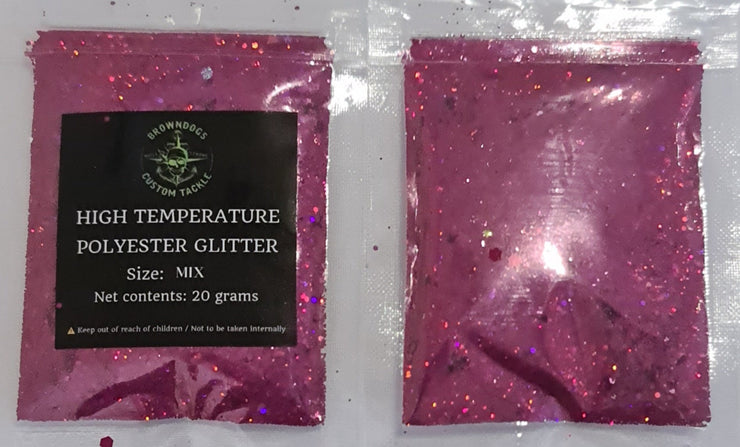 BROWNDOGS
CUSTOM TACKLE
HIGH TEMPERATURE
POLYESTER GLITTER
Size: MIX
Net contents: 20 grams
⚠ Keep out of reach of children / Not to be taken internally